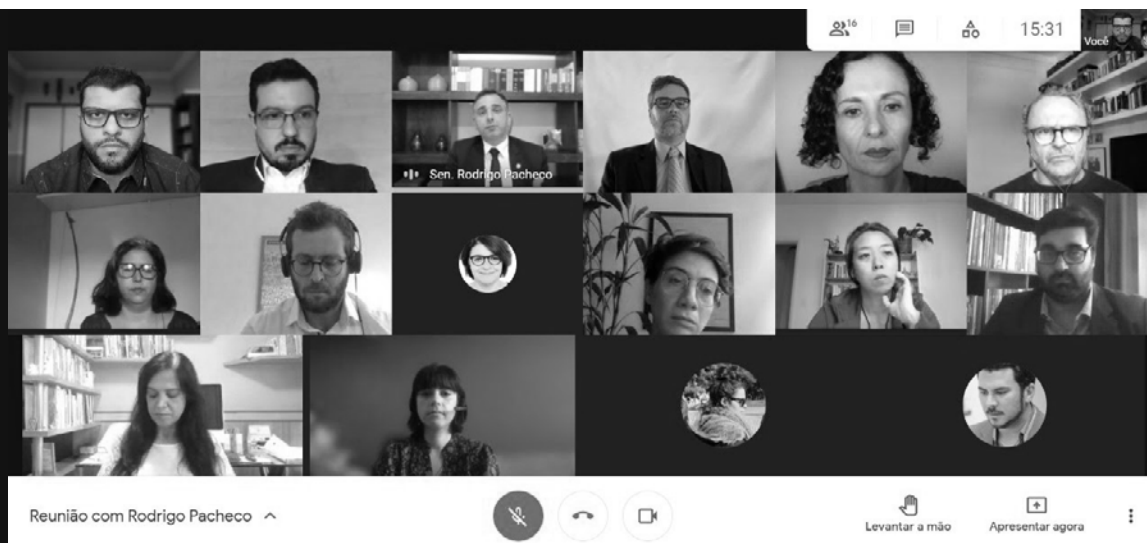 16
15:31
Você
Sen. Rodrigo Pacheco
Reunião com Rodrigo Pacheco
Levantar a mão
Apresentar agora